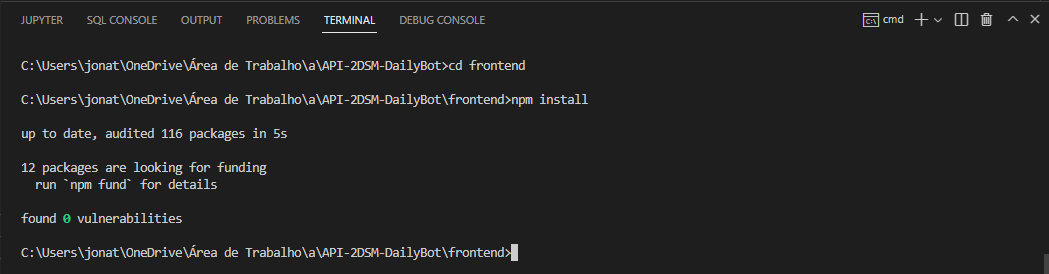 JUPYTER SQL CONSOLE OUTPUT PROBLEMS TERMINAL DEBUG CONSOLE cmd
C:\Users\jonat\OneDrive\Área de Trabalho\a\API-2DSM-DailyBot>cd frontend
C:\Users\jonat\OneDrive\Área de Trabalho\a\API-2DSM-DailyBot\frontend>npm install
up to date, audited 116 packages in 5s
12 packages are looking for funding
  run `npm fund` for details
found 0 vulnerabilities
C:\Users\jonat\OneDrive\Área de Trabalho\a\API-2DSM-DailyBot\frontend>